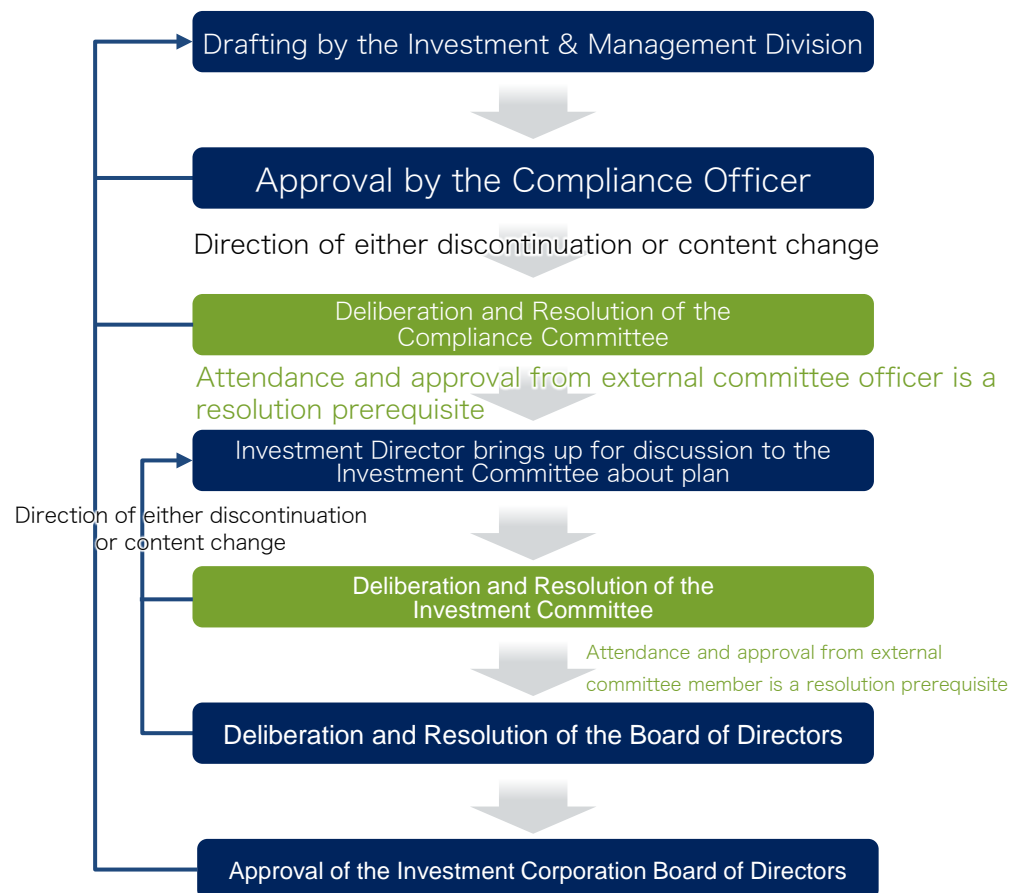 Drafting by the Investment & Management Division
Approval by the Compliance Officer
Direction of either discontinuation or content change
Deliberation and Resolution of the
Compliance Committee
Attendance and approval from external committee officer is a
resolution prerequisite
Investment Director brings up for discussion to the
Investment Committee about plan
Direction of either discontinuation
or content change
Deliberation and Resolution of the
Investment Committee
Attendance and approval from external
committee member is a resolution prerequisite
Deliberation and Resolution of the Board of Directors
Approval of the Investment Corporation Board of Directors